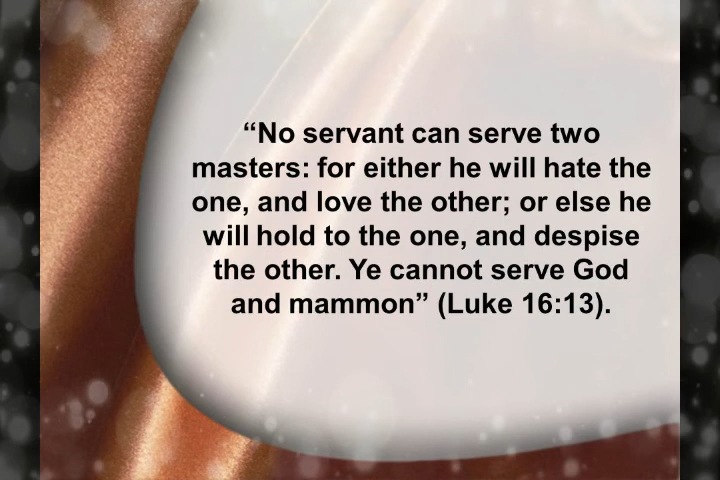 “No servant can serve two
masters: for either he will hate the
one, and love the other; or else he
will hold to the one, and despise
the other. Ye cannot serve God
and mammon” (Luke 16:13).